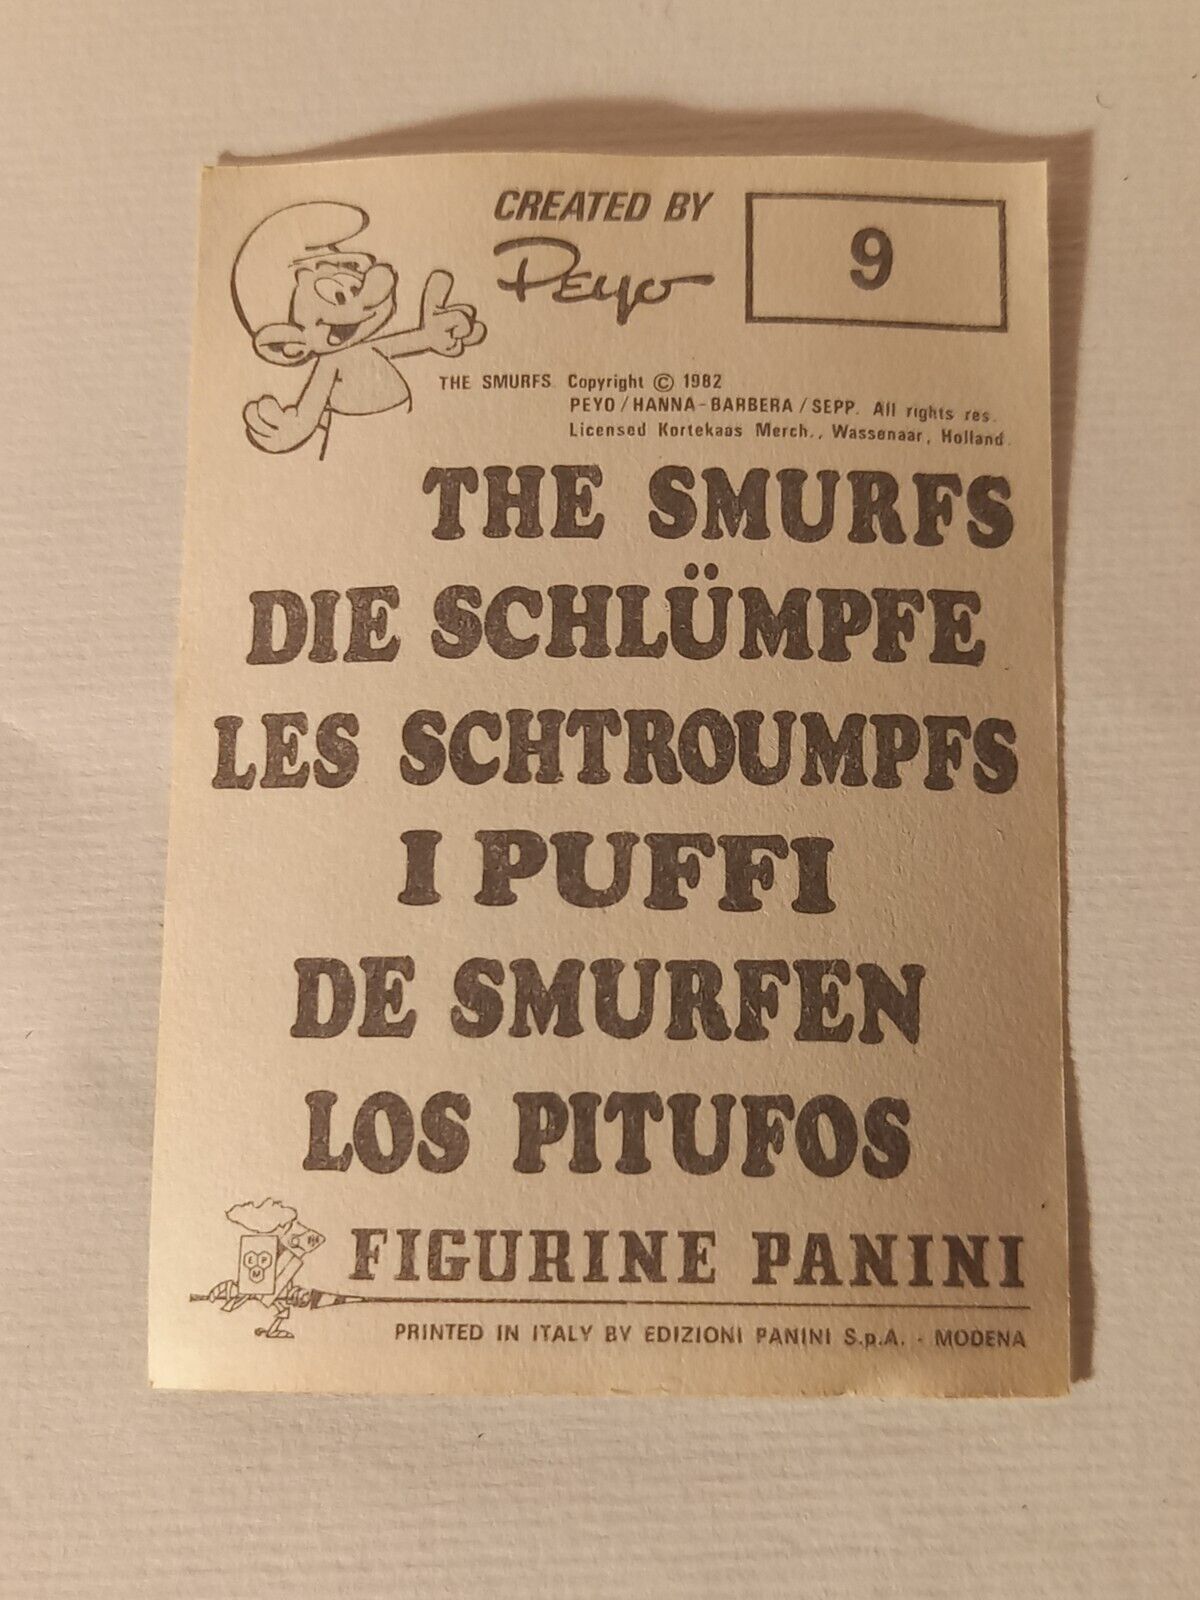 CREATED BY
Peyo
9
THE SMURFS. Copyright © 1982
PEYO / HANNA-BARBERA / SEPP. All rights res.
Licensed Kortekaas Merch., Wassenaar, Holland.
THE SMURFS
DIE SCHLÜMPFE
LES SCHTROUMPFS
I PUFFI
DE SMURFEN
LOS PITUFOS
E P
M
FIGURINE PANINI
PRINTED IN ITALY BY EDIZIONI PANINI S.p.A. - MODENA